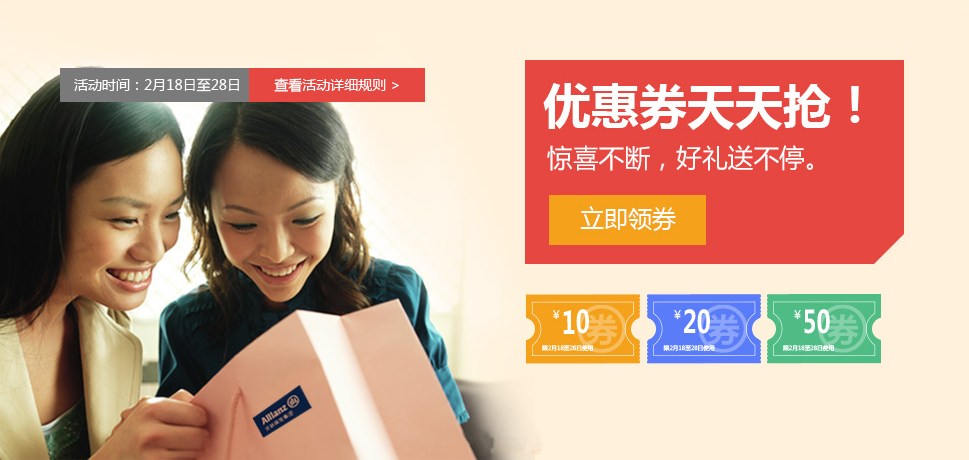 活动时间：2月18日至28日
查看活动详细规则 >
优惠券天天抢！
惊喜不断，好礼送不停。
立即领券
¥10
券
限2月18至28日使用
¥20
券
限2月18至28日使用
¥50
券
限2月18至28日使用
Allianz